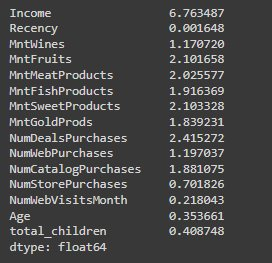 Income 6.763487
Recency 0.001648
MntWines 1.170720
MntFruits 2.101658
MntMeatProducts 2.025577
MntFishProducts 1.916369
MntSweetProducts 2.103328
MntGoldProds 1.839231
NumDealsPurchases 2.415272
NumWebPurchases 1.197037
NumCatalogPurchases 1.881075
NumStorePurchases 0.701826
NumWebVisitsMonth 0.218043
Age 0.353661
total_children 0.408748
dtype: float64